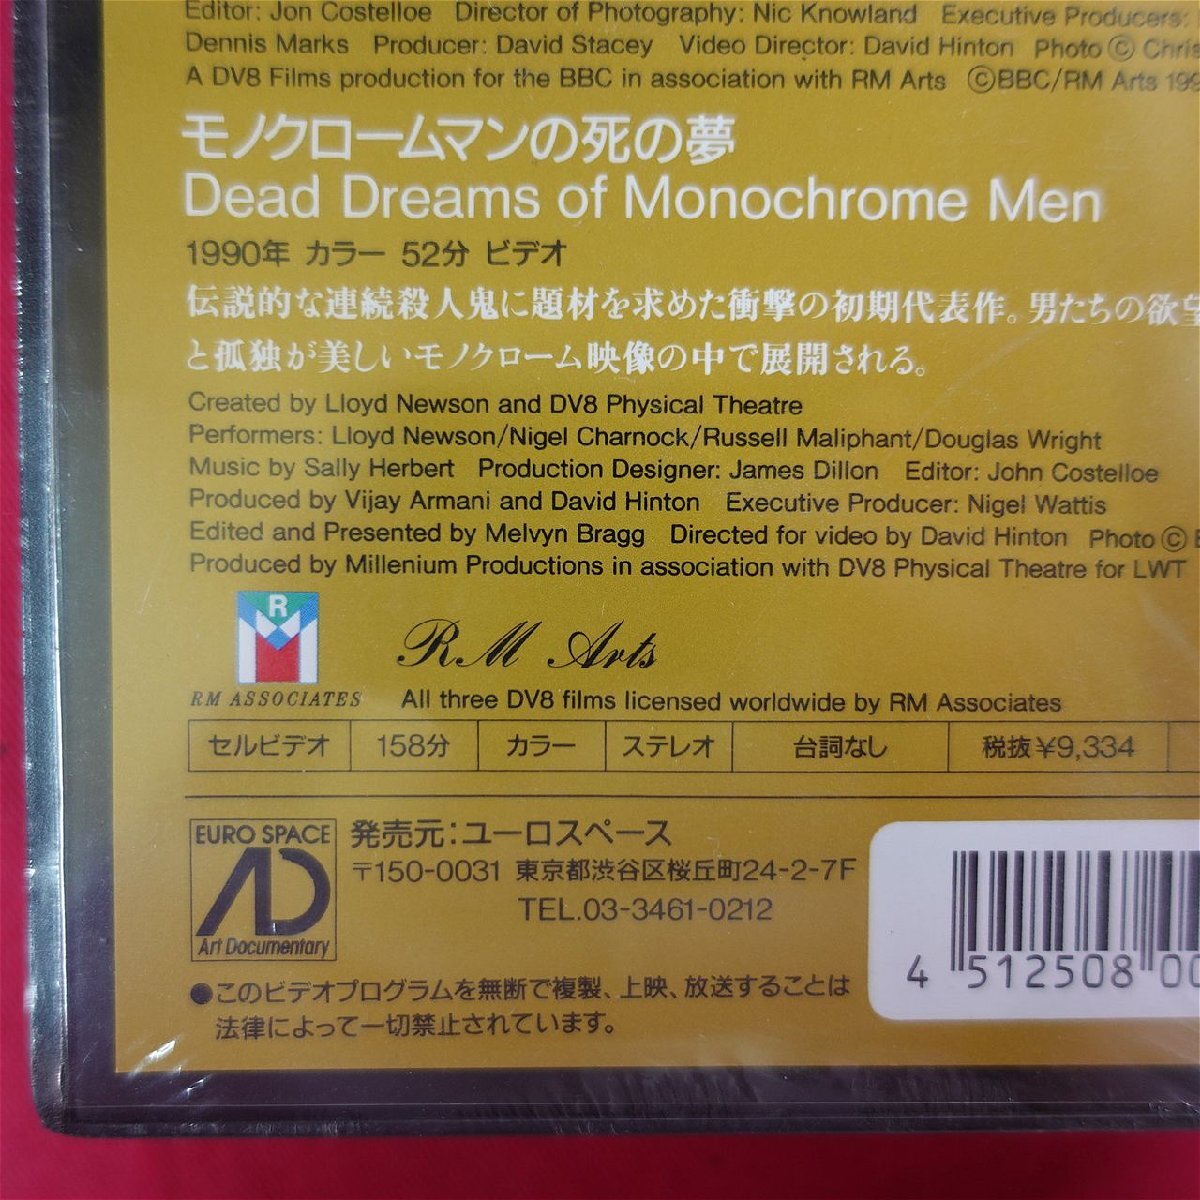 Editor: Jon Costelloe Director of Photography: Nic Knowland Executive Producers:
Dennis Marks Producer: David Stacey Video Director: David Hinton Photo © Chris
A DV8 Films production for the BBC in association with RM Arts ©BBC/RM Arts 199
モノクロームマンの死の夢
Dead Dreams of Monochrome Men
1990年 カラー 52分 ビデオ
伝説的な連続殺人鬼に題材を求めた衝撃の初期代表作。男たちの欲望
と孤独が美しいモノクローム映像の中で展開される。
Created by Lloyd Newson and DV8 Physical Theatre
Performers: Lloyd Newson/Nigel Charnock/Russell Maliphant/Douglas Wright
Music by Sally Herbert Production Designer: James Dillon Editor: John Costelloe
Produced by Vijay Armani and David Hinton Executive Producer: Nigel Wattis
Edited and Presented by Melvyn Bragg Directed for video by David Hinton Photo ©
Produced by Millenium Productions in association with DV8 Physical Theatre for LWT
R M
RM Arts
RM ASSOCIATES All three DV8 films licensed worldwide by RM Associates
セルビデオ 158分 カラー ステレオ 台詞なし 税抜¥9,334
EURO SPACE
AD
Art Documentary
発売元:ユーロスペース
〒150-0031 東京都渋谷区桜丘町24-2-7F
TEL.03-3461-0212
4 512508 00
●このビデオプログラムを無断で複製、上映、放送することは
法律によって一切禁止されています。